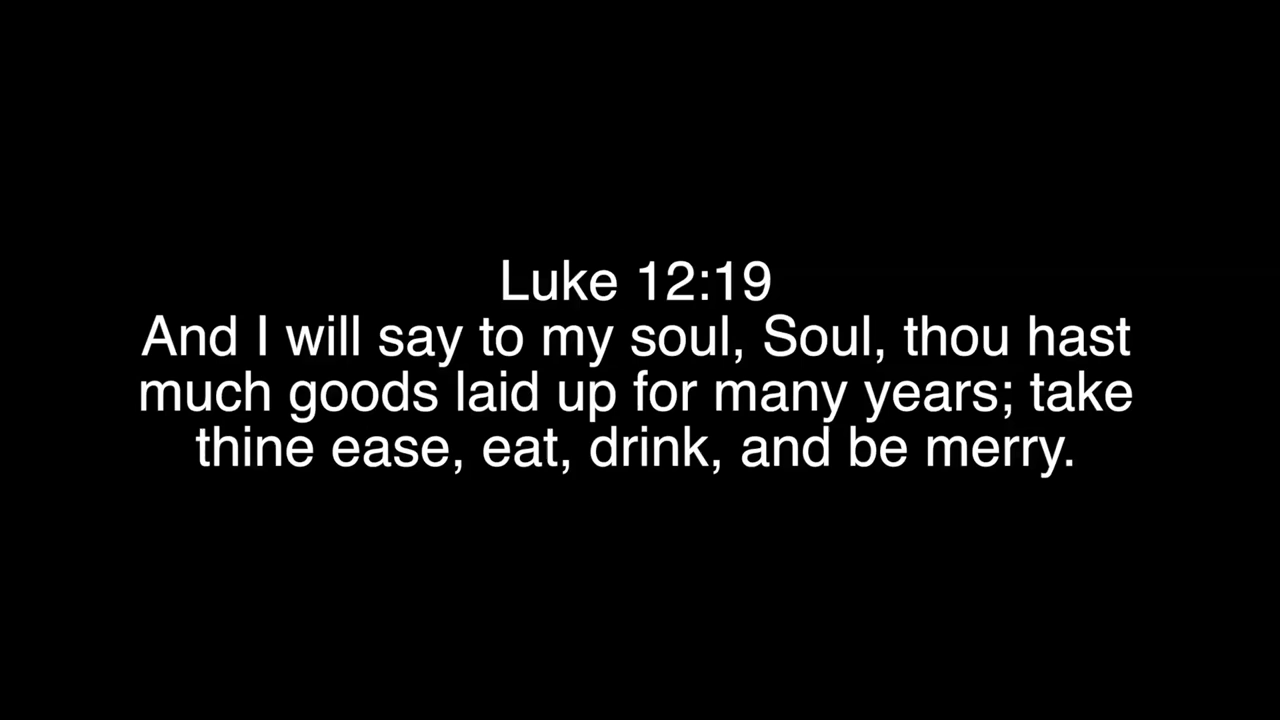 Luke 12:19
And I will say to my soul, Soul, thou hast
much goods laid up for many years; take
thine ease, eat, drink, and be merry.